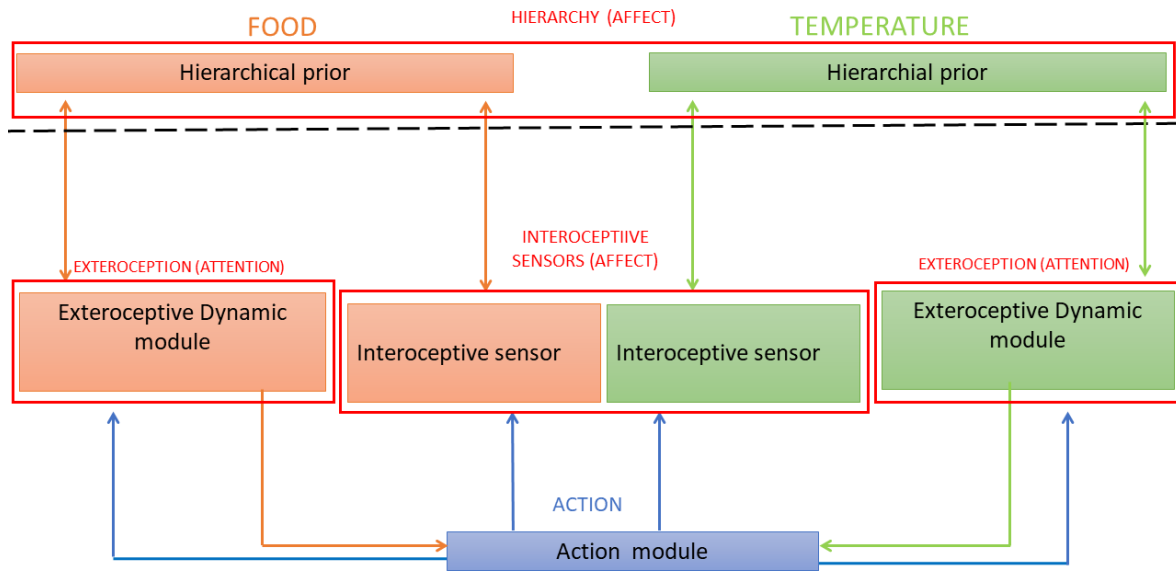 HIERARCHY (AFFECT)
FOOD
TEMPERATURE
Hierarchical prior
Hierarchial prior
INTEROCEPTIIVE
SENSORS (AFFECT)
EXTEROCEPTION (ATTENTION)
EXTEROCEPTION (ATTENTION)
Exteroceptive Dynamic
module
Interoceptive sensor
Interoceptive sensor
Exteroceptive Dynamic
module
ACTION
Action module